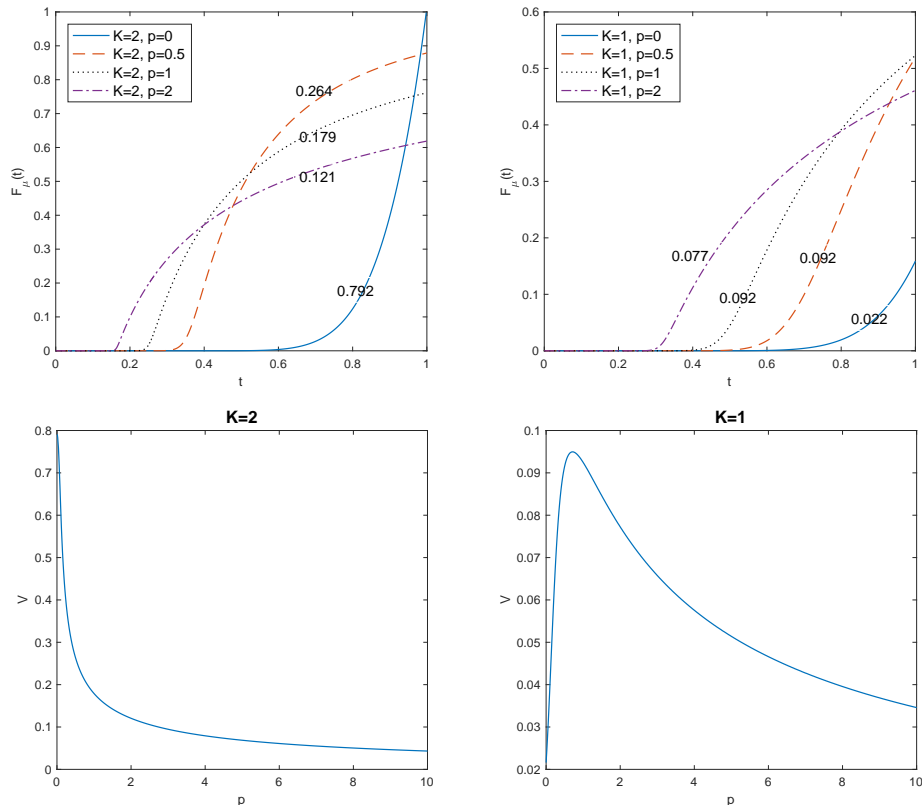 K=2, p=0
K=2, p=0.5
K=2, p=1
K=2, p=2
0.264
0.179
0.121
0.792
F_μ(t)
1
0.9
0.8
0.7
0.6
0.5
0.4
0.3
0.2
0.1
0
0 0.2 0.4 0.6 0.8 1
t
K=1, p=0
K=1, p=0.5
K=1, p=1
K=1, p=2
0.077
0.092
0.092
0.022
F_μ(t)
0.6
0.5
0.4
0.3
0.2
0.1
0
0 0.2 0.4 0.6 0.8 1
t
K=2
V
0.8
0.7
0.6
0.5
0.4
0.3
0.2
0.1
0
0 2 4 6 8 10
p
K=1
V
0.1
0.09
0.08
0.07
0.06
0.05
0.04
0.03
0.02
0 2 4 6 8 10
p